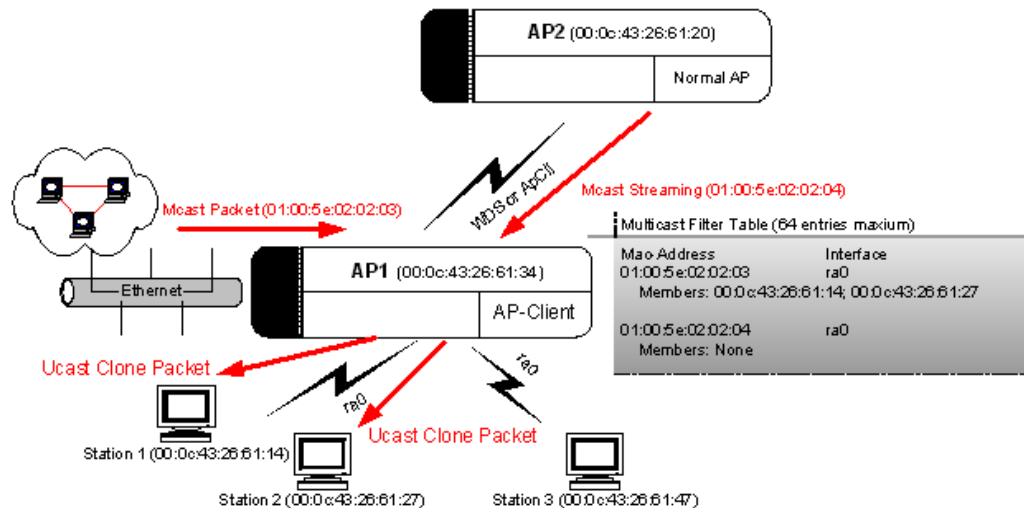 AP2 (00:0c:43:26:61:20)
Normal AP
WDS or ApCli
Mcast Streaming (01:00:5e:02:02:04)
Mcast Packet (01:00:5e:02:02:03)
Multicast Filter Table (64 entries maxium)
Mac Address Interface
01:00:5e:02:02:03 ra0
Members: 00:0c:43:26:61:14; 00:0c:43:26:61:27
01:00:5e:02:02:04 ra0
Members: None
AP1 (00:0c:43:26:61:34)
AP-Client
Ethernet
Ucast Clone Packet
ra0
ra0
Ucast Clone Packet
Station 1 (00:0c:43:26:61:14)
Station 2 (00:0c:43:26:61:27)
Station 3 (00:0c:43:26:61:47)